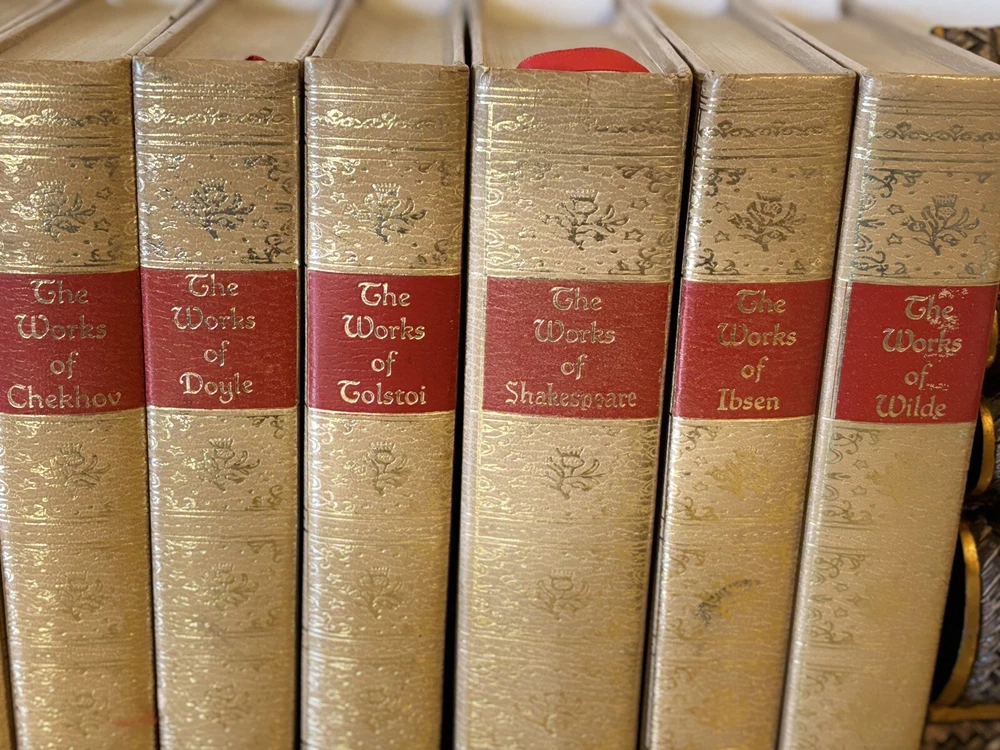 The
Works
of
Chekhov
The
Works
of
Doyle
The
Works
of
Tolstoi
The
Works
of
Shakespeare
The
Works
of
Ibsen
The
Works
of
Wilde